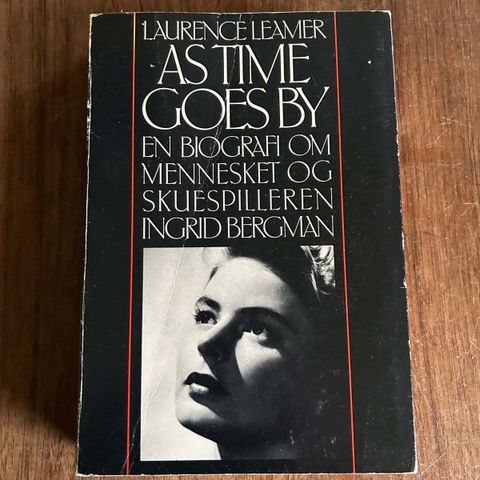 LAURENCE LEAMER
AS TIME
GOES BY
EN BIOGRAFI OM
MENNESKET OG
SKUESPILLEREN
INGRID BERGMAN